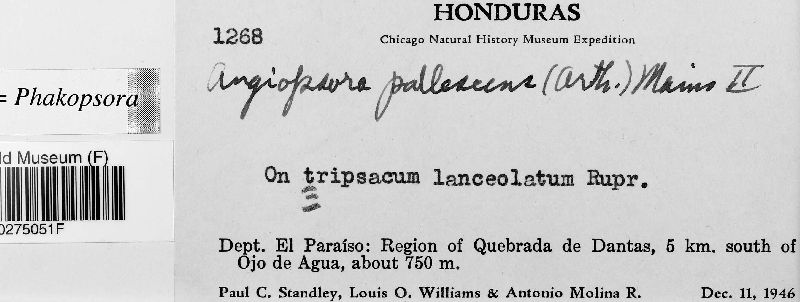 HONDURAS
1268
Chicago Natural History Museum Expedition
Angiopsora pallescens (Arth.) Mains II
= Phakopsora
ld Museum (F)
0275051F
On tripsacum lanceolatum Rupr.
Dept. El Paraíso: Region of Quebrada de Dantas, 5 km. south of
Ojo de Agua, about 750 m.
Paul C. Standley, Louis O. Williams & Antonio Molina R. Dec. 11, 1946